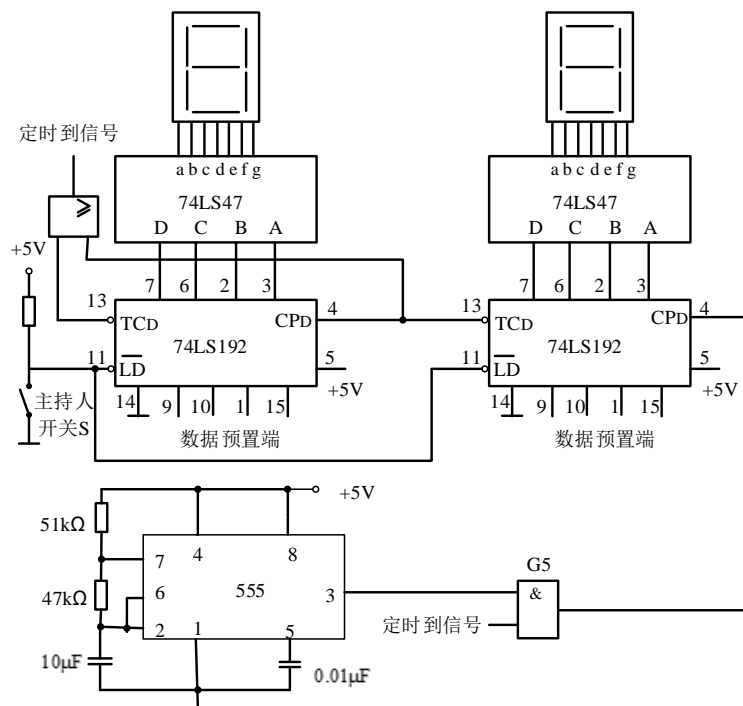 定时到信号
abcdefg
abcdefg
74LS47
74LS47
D C B A
D C B A
≥
+5V
7 6 2 3
7 6 2 3
13
TCD
CPD
4
13
TCD
CPD
4
74LS192
74LS192
11
LD
5
11
LD
5
+5V
+5V
主持人
开关S
14 9 10 1 15
14 9 10 1 15
数据预置端
数据预置端
+5V
51kΩ
4 8
7
G5
47kΩ
6
555
3
&
2 1 5
定时到信号
10μF
0.01μF